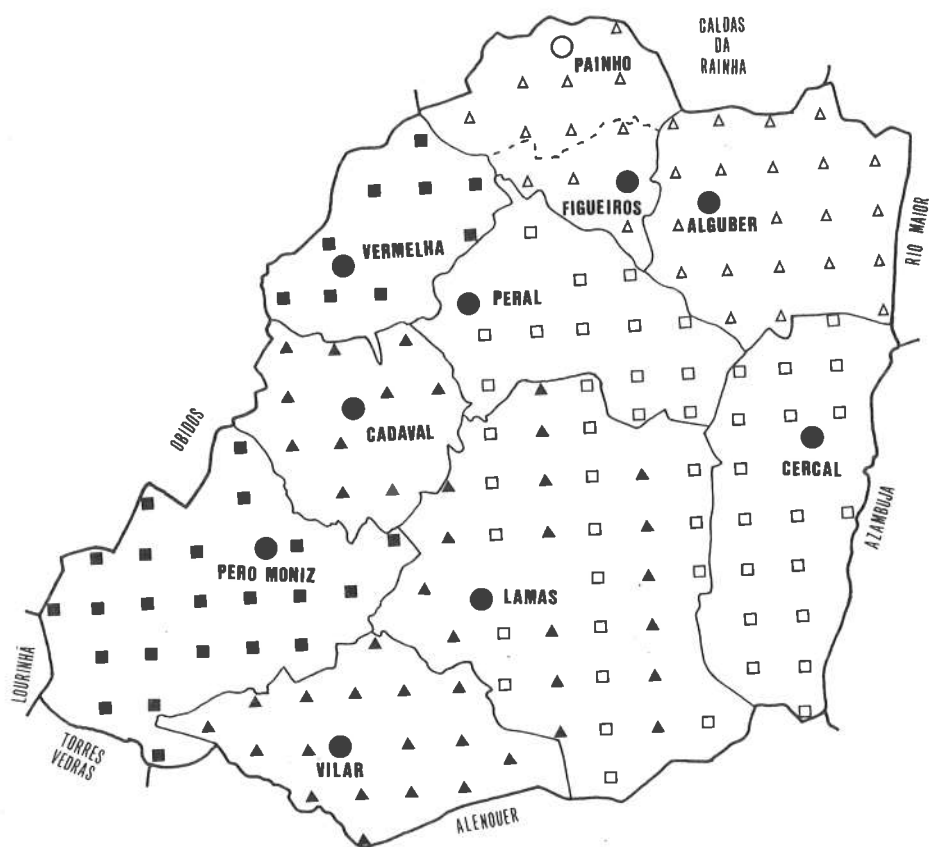 CALDAS
DA
RAINHA
PAINHO
FIGUEIROS
ALGUBER
RIO MAIOR
VERMELHA
PERAL
CADAVAL
OBIDOS
CERCAL
AZAMBUJA
PERO MONIZ
LAMAS
LOURINHÃ
TORRES
VEDRAS
VILAR
ALENQUER